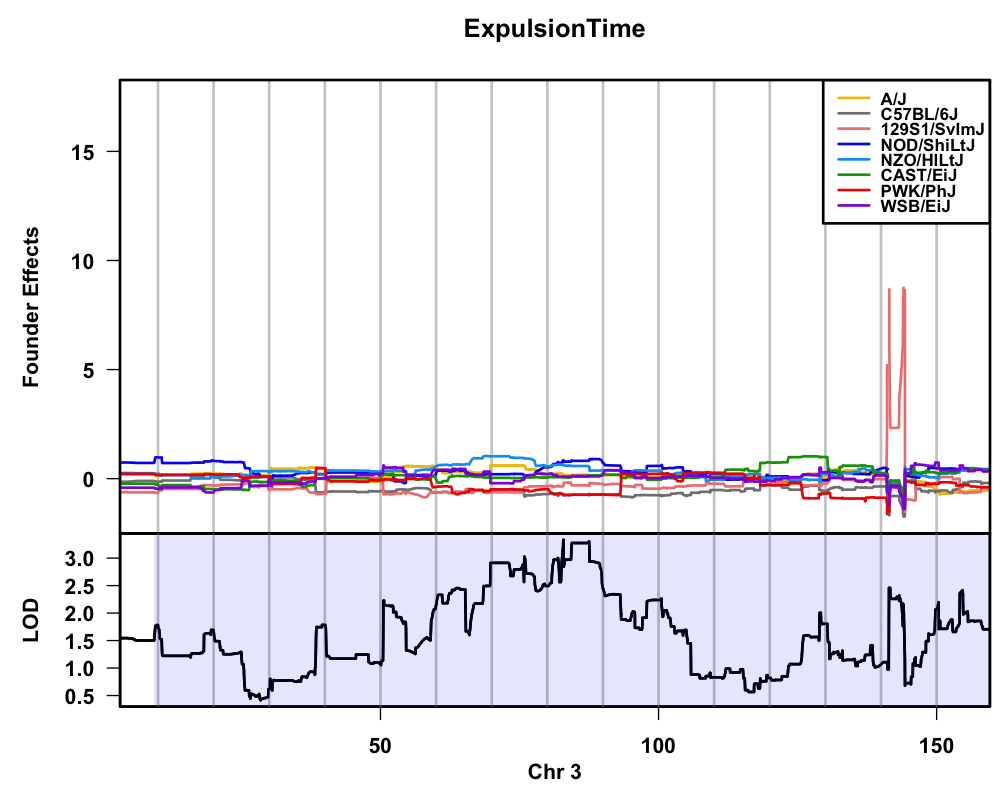 ExpulsionTime
A/J
C57BL/6J
129S1/SvImJ
NOD/ShiLtJ
NZO/HlLtJ
CAST/EiJ
PWK/PhJ
WSB/EiJ
Founder Effects
15
10
5
0
LOD
3.0
2.5
2.0
1.5
1.0
0.5
50
100
150
Chr 3